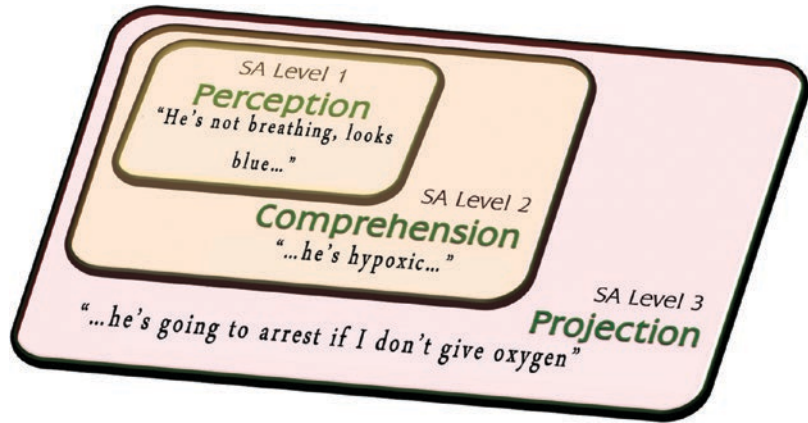 SA Level 1
Perception
“He’s not breathing, looks
blue...”
SA Level 2
Comprehension
“...he’s hypoxic...”
SA Level 3
Projection
“...he’s going to arrest if I don’t give oxygen”